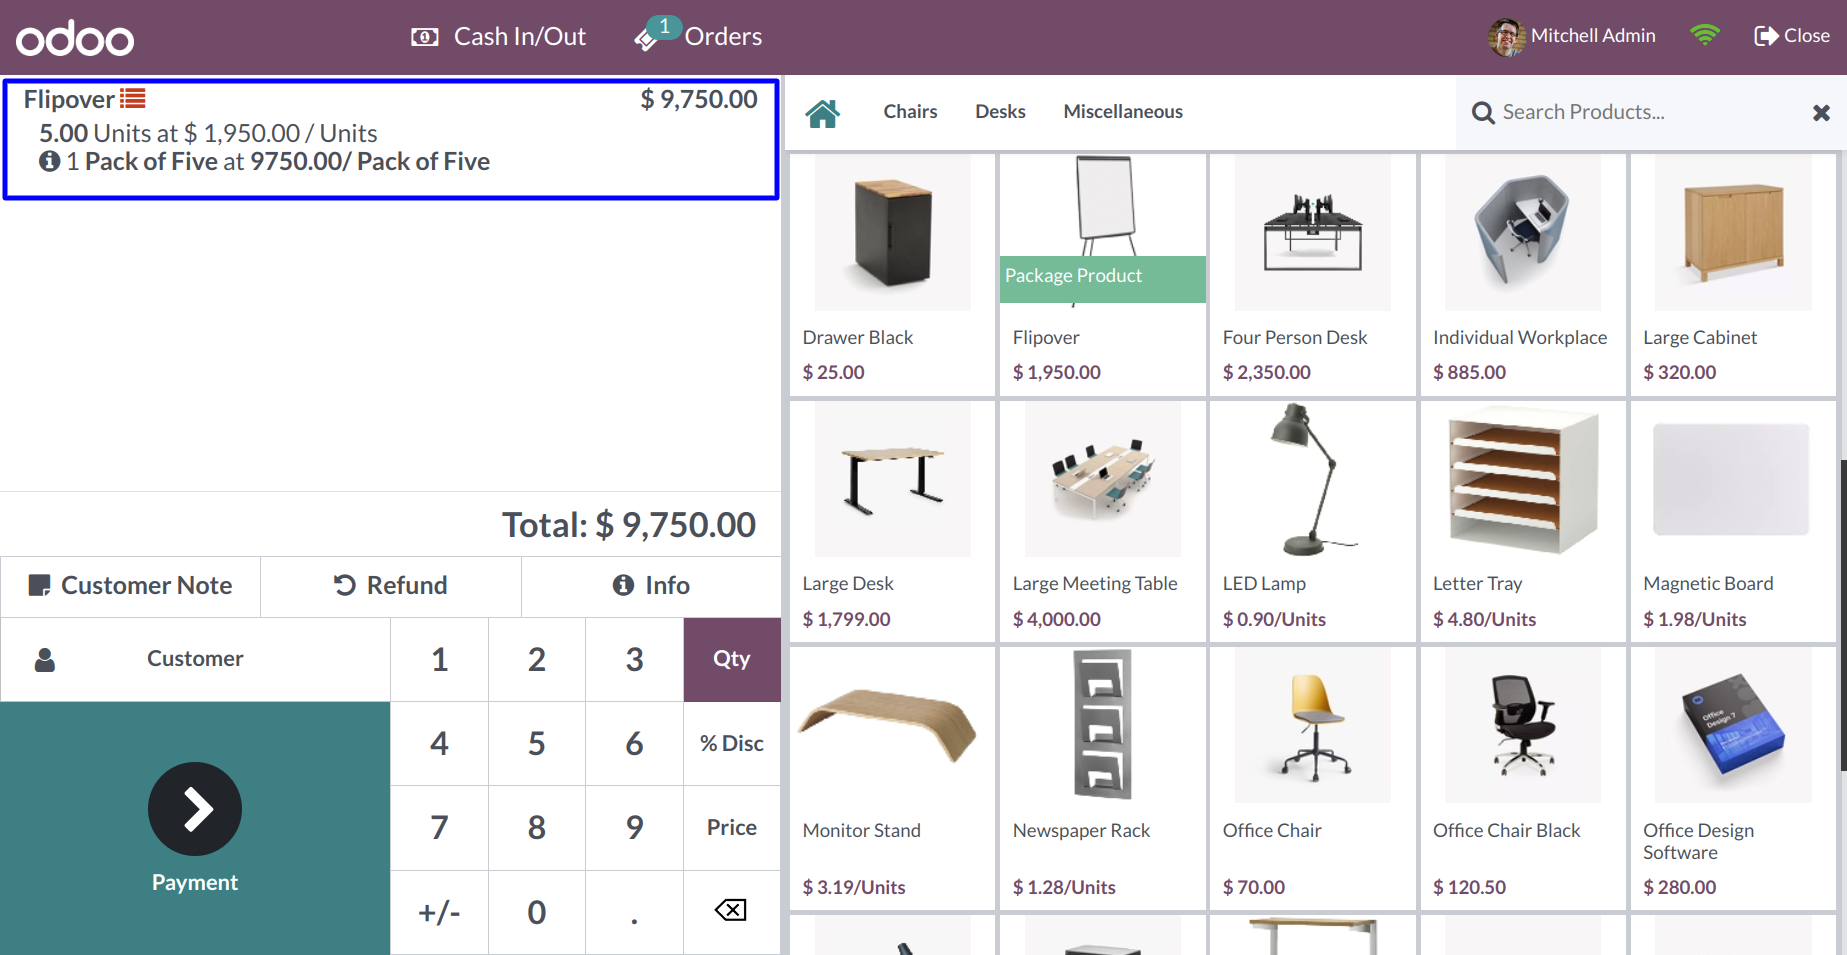 odoo
Cash In/Out
1
Orders
Mitchell Admin
Close
Flipover
$ 9,750.00
5.00 Units at $ 1,950.00 / Units
1 Pack of Five at 9750.00/ Pack of Five
Total: $ 9,750.00
Customer Note
Refund
Info
Customer
1
2
3
Qty
4
5
6
% Disc
7
8
9
Price
+/-
0
.
Payment
Chairs
Desks
Miscellaneous
Search Products...
Drawer Black
$ 25.00
Package Product
Flipover
$ 1,950.00
Four Person Desk
$ 2,350.00
Individual Workplace
$ 885.00
Large Cabinet
$ 320.00
Large Desk
$ 1,799.00
Large Meeting Table
$ 4,000.00
LED Lamp
$ 0.90/Units
Letter Tray
$ 4.80/Units
Magnetic Board
$ 1.98/Units
Monitor Stand
$ 3.19/Units
Newspaper Rack
$ 1.28/Units
Office Chair
$ 70.00
Office Chair Black
$ 120.50
Office
Design 7
Office Design
Software
$ 280.00